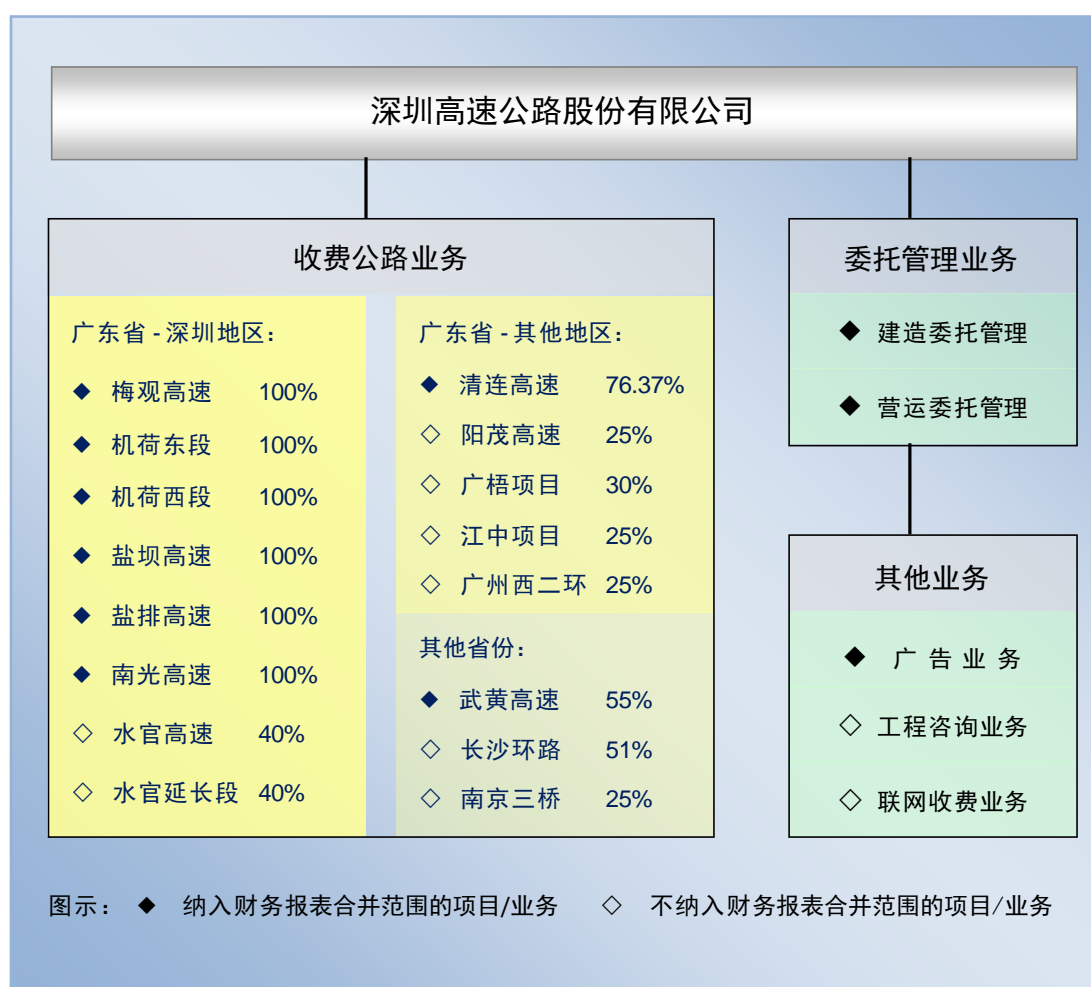 深圳高速公路股份有限公司
收费公路业务
广东省-深圳地区：
◆ 梅观高速 100%
◆ 机荷东段 100%
◆ 机荷西段 100%
◆ 盐坝高速 100%
◆ 盐排高速 100%
◆ 南光高速 100%
◇ 水官高速 40%
◇ 水官延长段 40%
广东省-其他地区：
◆ 清连高速 76.37%
◇ 阳茂高速 25%
◇ 广梧项目 30%
◇ 江中项目 25%
◇ 广州西二环 25%
其他省份：
◆ 武黄高速 55%
◇ 长沙环路 51%
◇ 南京三桥 25%
委托管理业务
◆ 建造委托管理
◆ 营运委托管理
其他业务
◆ 广告业务
◇ 工程咨询业务
◇ 联网收费业务
图示： ◆ 纳入财务报表合并范围的项目/业务 ◇ 不纳入财务报表合并范围的项目/业务